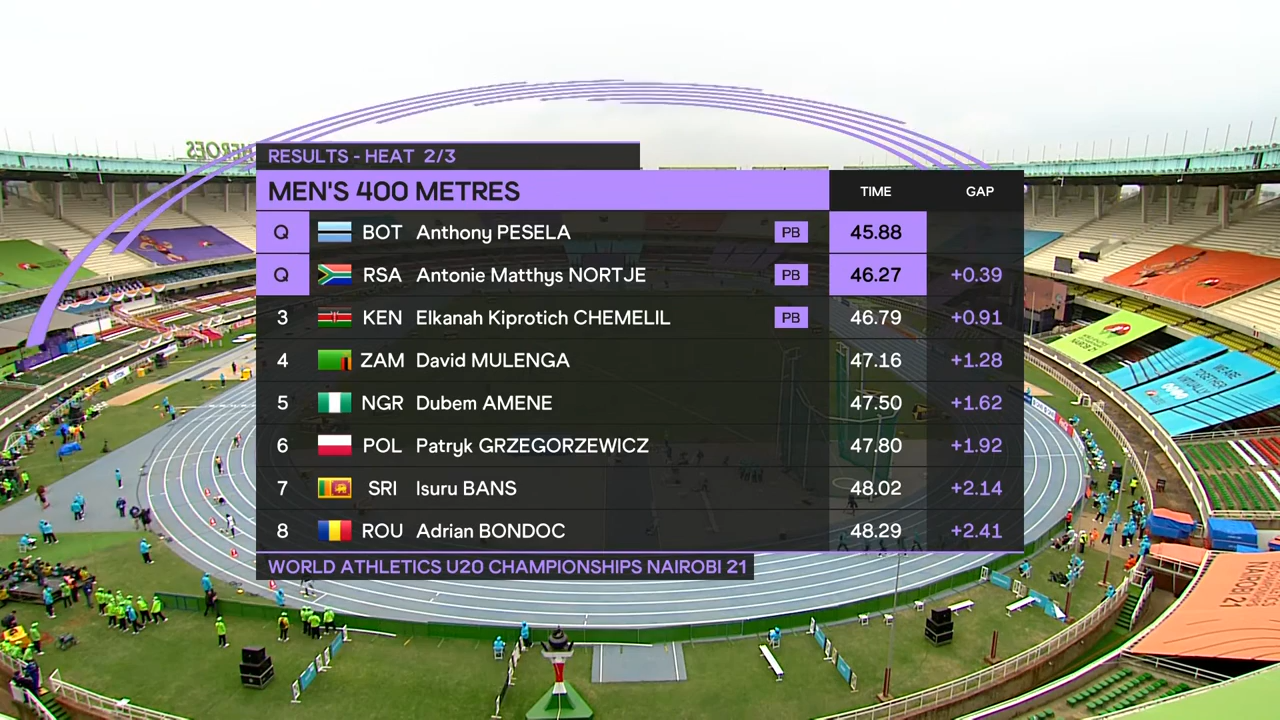 HEROES
RESULTS - HEAT 2/3
MEN'S 400 METRES TIME GAP
Q BOT Anthony PESELA PB 45.88
Q RSA Antonie Matthys NORTJE PB 46.27 +0.39
3 KEN Elkanah Kiprotich CHEMELIL PB 46.79 +0.91
4 ZAM David MULENGA 47.16 +1.28
5 NGR Dubem AMENE 47.50 +1.62
6 POL Patryk GRZEGORZEWICZ 47.80 +1.92
7 SRI Isuru BANS 48.02 +2.14
8 ROU Adrian BONDOC 48.29 +2.41
WORLD ATHLETICS U20 CHAMPIONSHIPS NAIROBI 21